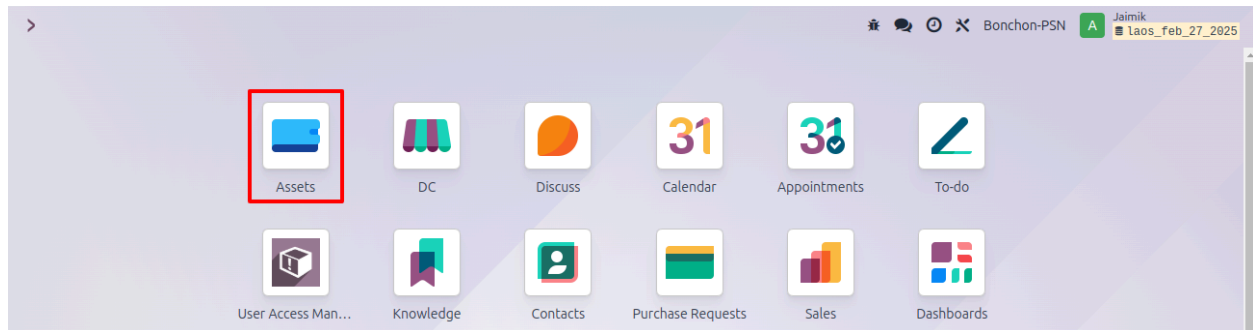 Bonchon-PSN A Jaimik
laos_feb_27_2025
Assets DC Discuss 31 Calendar 31 Appointments To-do
User Access Man... Knowledge Contacts Purchase Requests Sales Dashboards